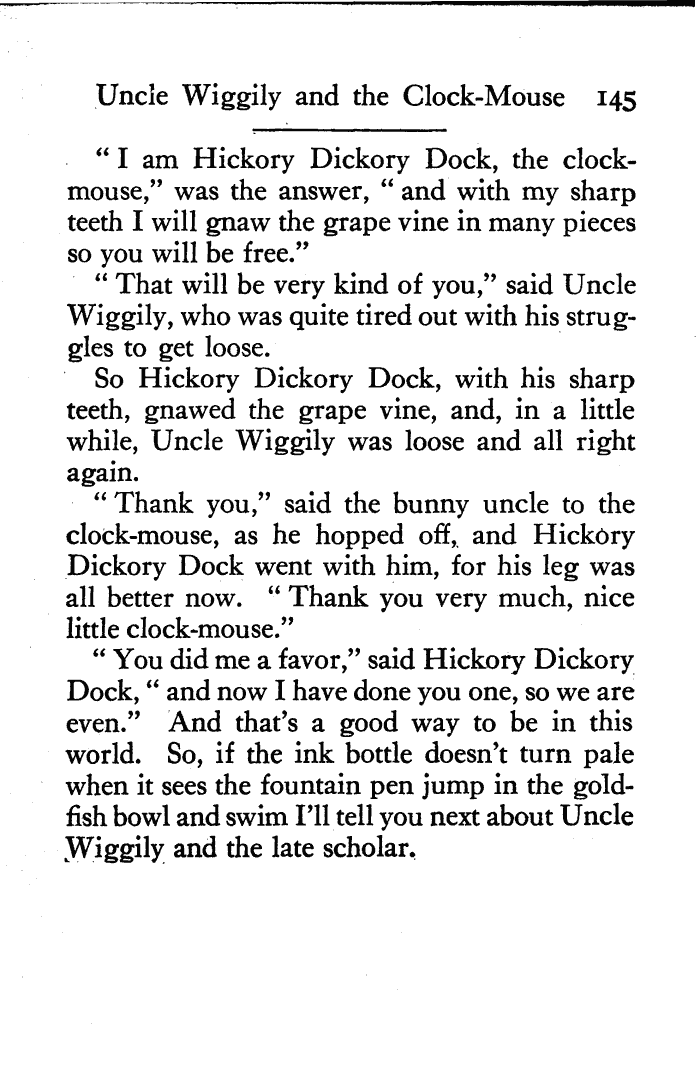 Uncle Wiggily and the Clock-Mouse 145
“ I am Hickory Dickory Dock, the clock-
mouse,” was the answer, “ and with my sharp
teeth I will gnaw the grape vine in many pieces
so you will be free.”
“ That will be very kind of you,” said Uncle
Wiggily, who was quite tired out with his strug-
gles to get loose.
So Hickory Dickory Dock, with his sharp
teeth, gnawed the grape vine, and, in a little
while, Uncle Wiggily was loose and all right
again.
“ Thank you,” said the bunny uncle to the
clock-mouse, as he hopped off, and Hickory
Dickory Dock went with him, for his leg was
all better now. “ Thank you very much, nice
little clock-mouse.”
“ You did me a favor,” said Hickory Dickory
Dock, “ and now I have done you one, so we are
even.” And that’s a good way to be in this
world. So, if the ink bottle doesn’t turn pale
when it sees the fountain pen jump in the gold-
fish bowl and swim I’ll tell you next about Uncle
Wiggily and the late scholar.